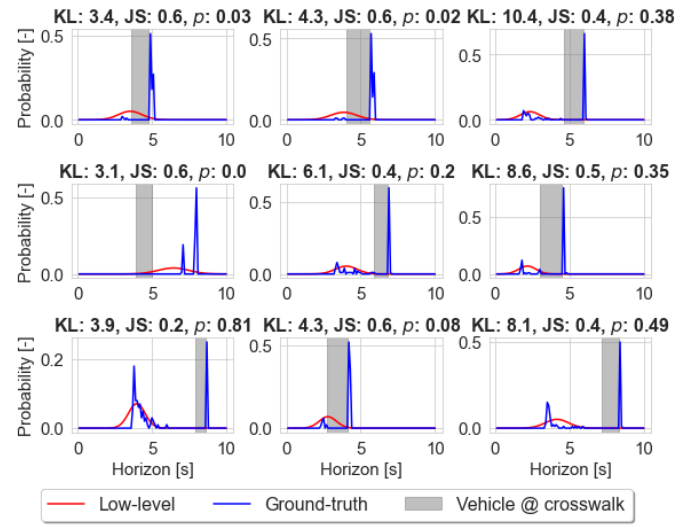 KL: 3.4, JS: 0.6, p: 0.03 KL: 4.3, JS: 0.6, p: 0.02 KL: 10.4, JS: 0.4, p: 0.38
Probability [-]
0.5 0.5 0.5
0.0 0.0 0.0
0 5 10 0 5 10 0 5 10
KL: 3.1, JS: 0.6, p: 0.0 KL: 6.1, JS: 0.4, p: 0.2 KL: 8.6, JS: 0.5, p: 0.35
Probability [-]
0.5 0.5 0.5
0.0 0.0 0.0
0 5 10 0 5 10 0 5 10
KL: 3.9, JS: 0.2, p: 0.81 KL: 4.3, JS: 0.6, p: 0.08 KL: 8.1, JS: 0.4, p: 0.49
Probability [-]
0.2 0.5 0.5
0.0 0.0 0.0
0 5 10 0 5 10 0 5 10
Horizon [s] Horizon [s] Horizon [s]
Low-level Ground-truth Vehicle @ crosswalk